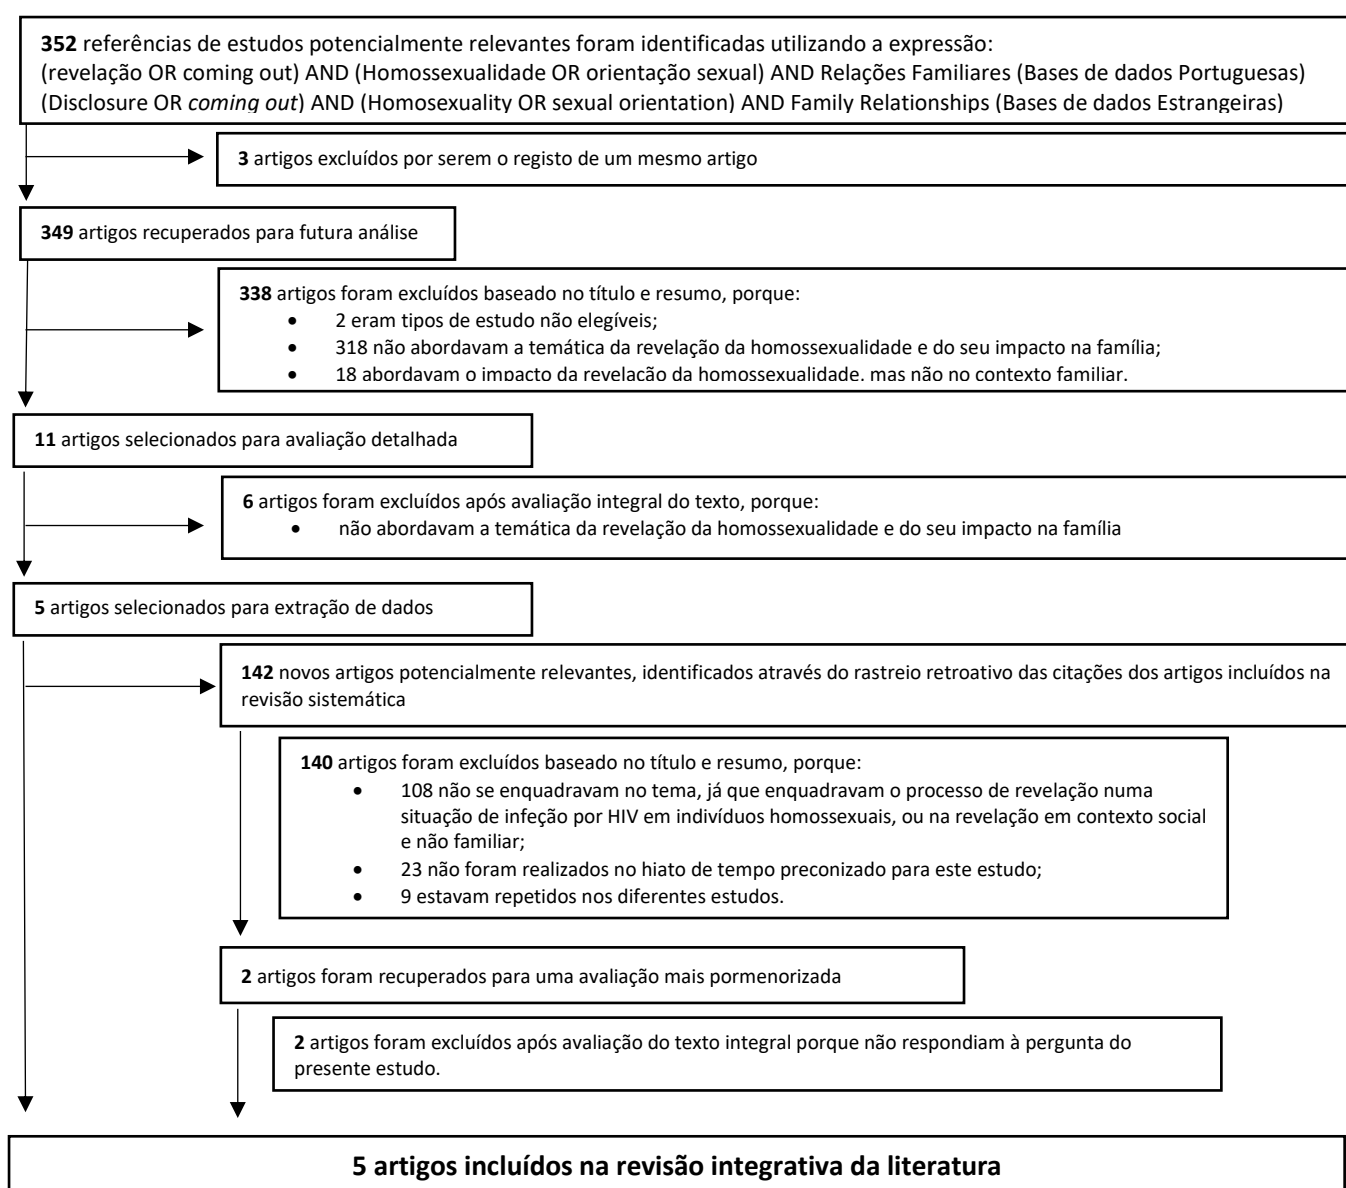 352 referências de estudos potencialmente relevantes foram identificadas utilizando a expressão:
(revelação OR coming out) AND (Homossexualidade OR orientação sexual) AND Relações Familiares (Bases de dados Portuguesas)
(Disclosure OR coming out) AND (Homosexuality OR sexual orientation) AND Family Relationships (Bases de dados Estrangeiras)
3 artigos excluídos por serem o registo de um mesmo artigo
349 artigos recuperados para futura análise
338 artigos foram excluídos baseado no título e resumo, porque:
• 2 eram tipos de estudo não elegíveis;
• 318 não abordavam a temática da revelação da homossexualidade e do seu impacto na família;
• 18 abordavam o impacto da revelação da homossexualidade, mas não no contexto familiar.
11 artigos selecionados para avaliação detalhada
6 artigos foram excluídos após avaliação integral do texto, porque:
• não abordavam a temática da revelação da homossexualidade e do seu impacto na família
5 artigos selecionados para extração de dados
142 novos artigos potencialmente relevantes, identificados através do rastreio retroativo das citações dos artigos incluídos na
revisão sistemática
140 artigos foram excluídos baseado no título e resumo, porque:
• 108 não se enquadravam no tema, já que enquadravam o processo de revelação numa
situação de infeção por HIV em indivíduos homossexuais, ou na revelação em contexto social
e não familiar;
• 23 não foram realizados no hiato de tempo preconizado para este estudo;
• 9 estavam repetidos nos diferentes estudos.
2 artigos foram recuperados para uma avaliação mais pormenorizada
2 artigos foram excluídos após avaliação do texto integral porque não respondiam à pergunta do
presente estudo.
5 artigos incluídos na revisão integrativa da literatura